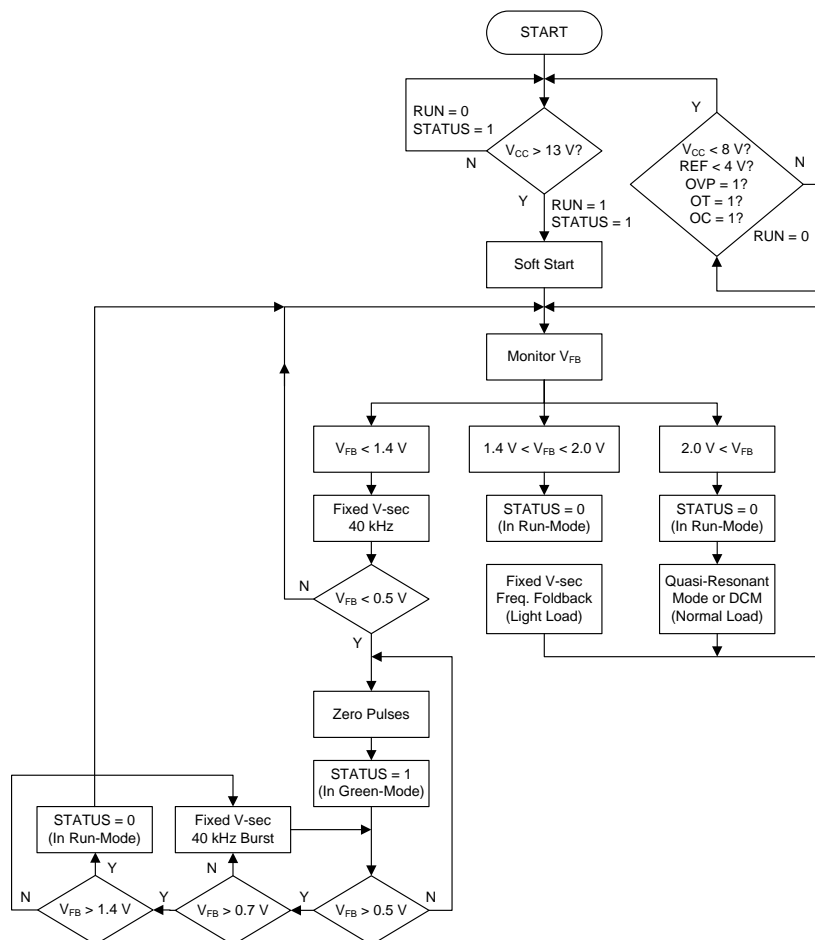 START
RUN = 0
STATUS = 1
VCC > 13 V?
N
Y
RUN = 1
STATUS = 1
Y
VCC < 8 V?
REF < 4 V?
OVP = 1?
OT = 1?
OC = 1?
N
RUN = 0
Soft Start
Monitor VFB
VFB < 1.4 V
1.4 V < VFB < 2.0 V
2.0 V < VFB
Fixed V-sec
40 kHz
STATUS = 0
(In Run-Mode)
STATUS = 0
(In Run-Mode)
N
VFB < 0.5 V
Y
Fixed V-sec
Freq. Foldback
(Light Load)
Quasi-Resonant
Mode or DCM
(Normal Load)
Zero Pulses
STATUS = 1
(In Green-Mode)
STATUS = 0
(In Run-Mode)
Fixed V-sec
40 kHz Burst
Y
N
N
VFB > 1.4 V
Y
VFB > 0.7 V
Y
VFB > 0.5 V
N